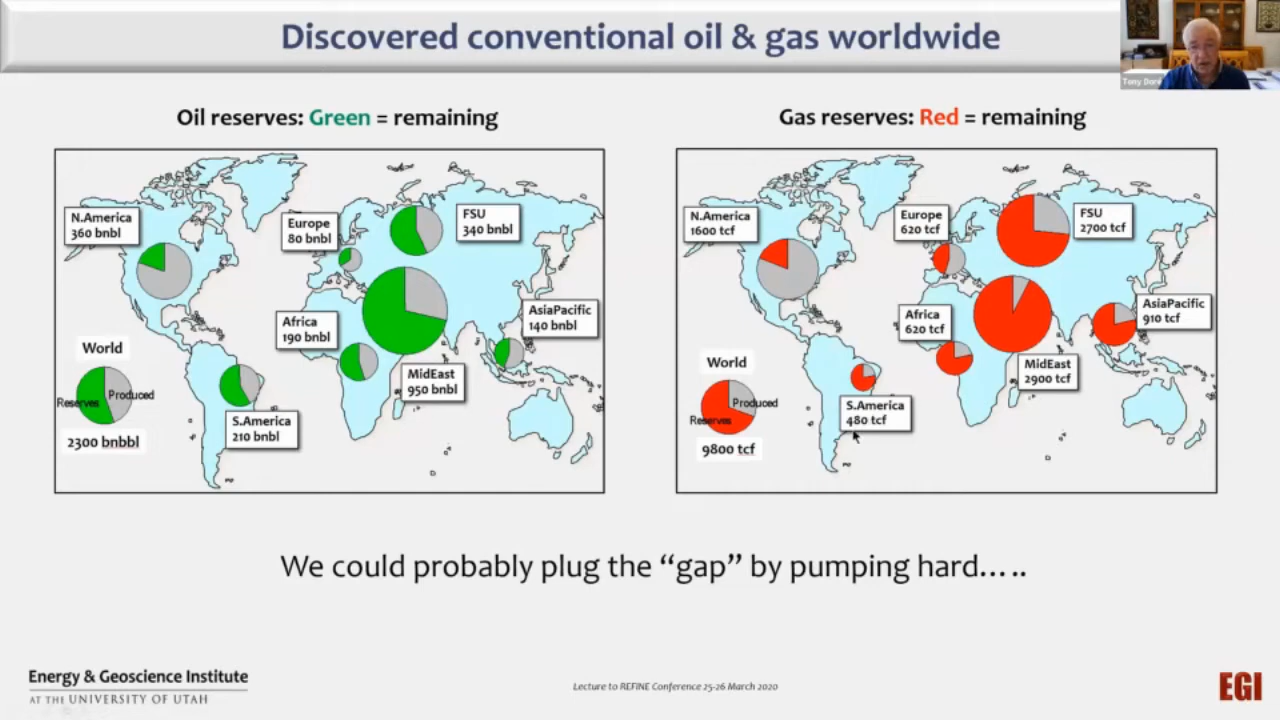 Discovered conventional oil & gas worldwide
Tony Doré
Oil reserves: Green = remaining
N.America
360 bnbl
Europe
80 bnbl
FSU
340 bnbl
Africa
190 bnbl
AsiaPacific
140 bnbl
MidEast
950 bnbl
S.America
210 bnbl
World
Reserves
Produced
2300 bnbbl
Gas reserves: Red = remaining
N.America
1600 tcf
Europe
620 tcf
FSU
2700 tcf
Africa
620 tcf
AsiaPacific
910 tcf
MidEast
2900 tcf
S.America
480 tcf
World
Reserves
Produced
9800 tcf
We could probably plug the “gap” by pumping hard.....
Energy & Geoscience Institute
AT THE UNIVERSITY OF UTAH
Lecture to REFINE Conference 25-26 March 2020
EGI